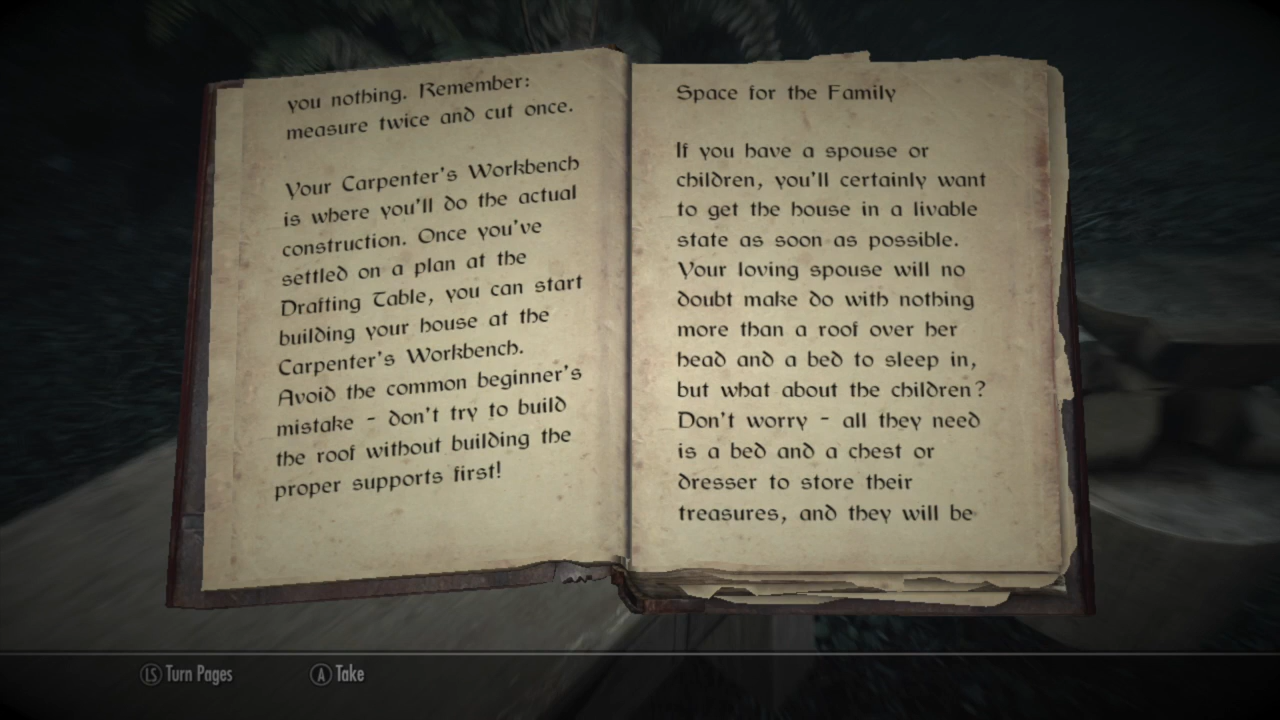 you nothing. Remember:
measure twice and cut once.
Your Carpenter's Workbench
is where you'll do the actual
construction. Once you've
settled on a plan at the
Drafting Table, you can start
building your house at the
Carpenter's Workbench.
Avoid the common beginner's
mistake - don't try to build
the roof without building the
proper supports first!
Space for the Family
If you have a spouse or
children, you'll certainly want
to get the house in a livable
state as soon as possible.
Your loving spouse will no
doubt make do with nothing
more than a roof over her
head and a bed to sleep in,
but what about the children?
Don't worry - all they need
is a bed and a chest or
dresser to store their
treasures, and they will be
LS Turn Pages
A Take